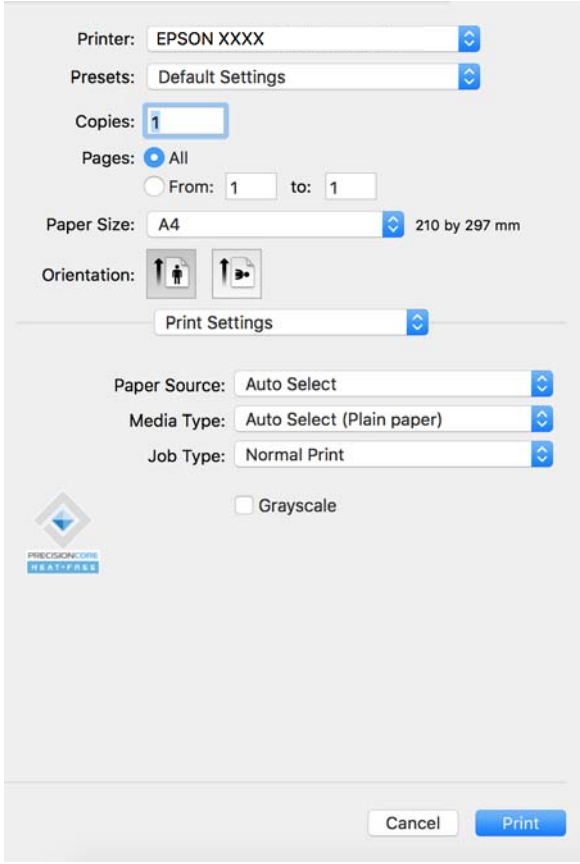 Printer: EPSON XXXX
Presets: Default Settings
Copies: 1
Pages: All
From: 1 to: 1
Paper Size: A4 210 by 297 mm
Orientation:
Print Settings
Paper Source: Auto Select
Media Type: Auto Select (Plain paper)
Job Type: Normal Print
Grayscale
PRECISIONCORE
HEAT-FREE
Cancel Print